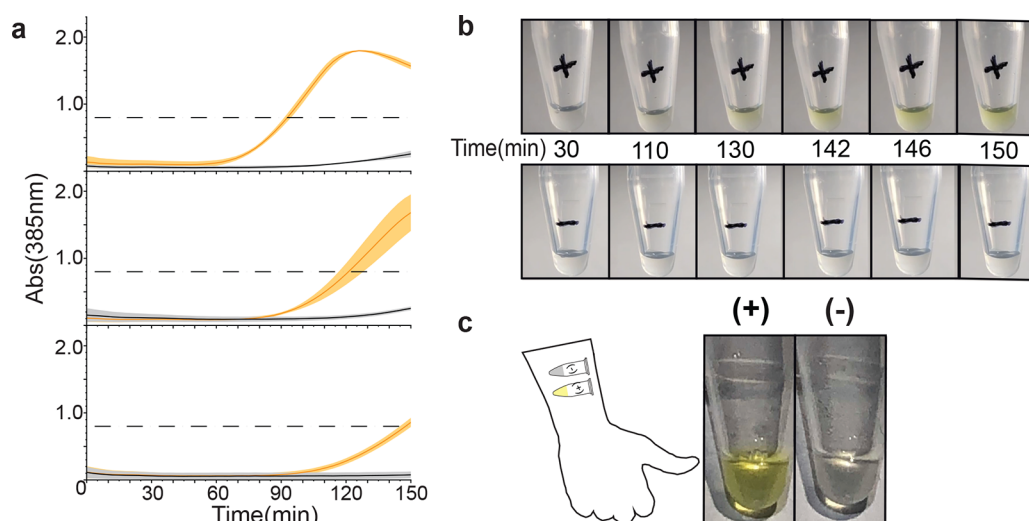 a
Abs(385nm)
2.0
1.0
2.0
1.0
2.0
1.0
0 30 60 90 120 150
Time(min)
b
+ + + + + +
Time(min) 30 110 130 142 146 150
- - - - - -
c
(-)
(+)
(+) (-)